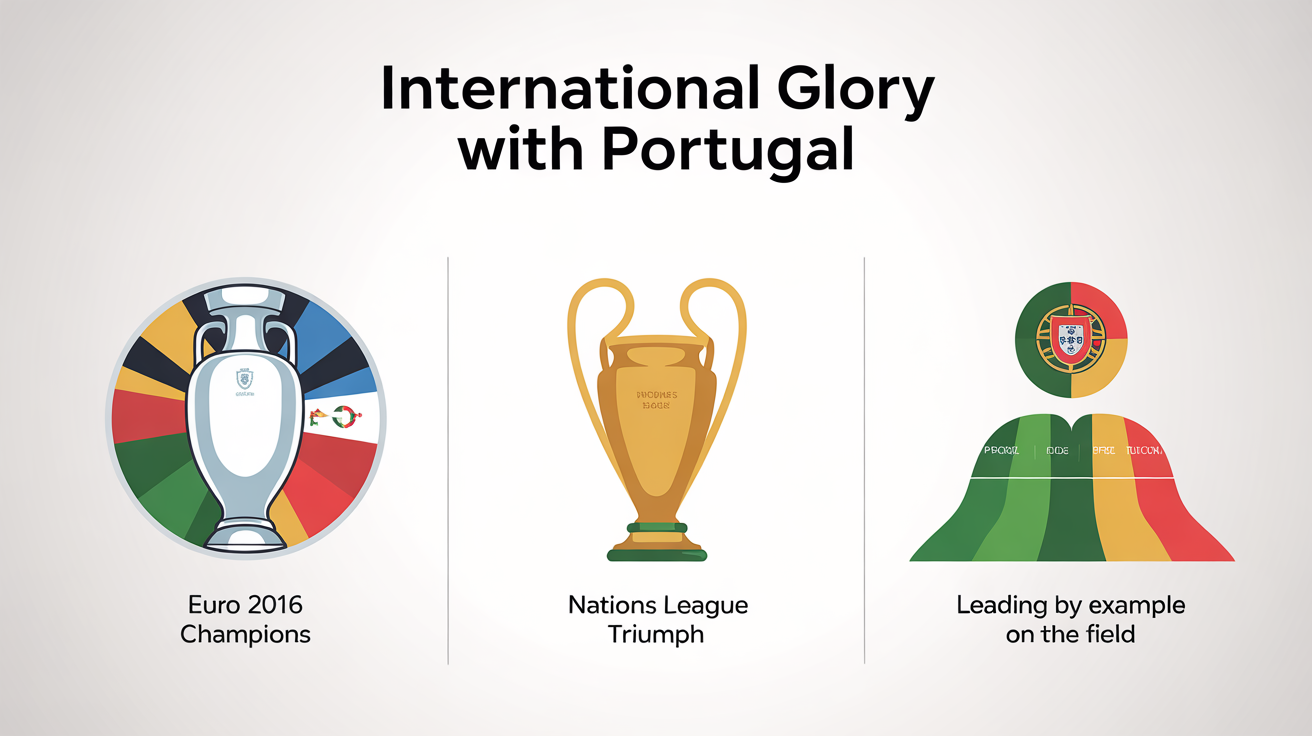 International Glory
with Portugal
Euro 2016
Champions
Nations League
Triumph
Leading by example
on the field